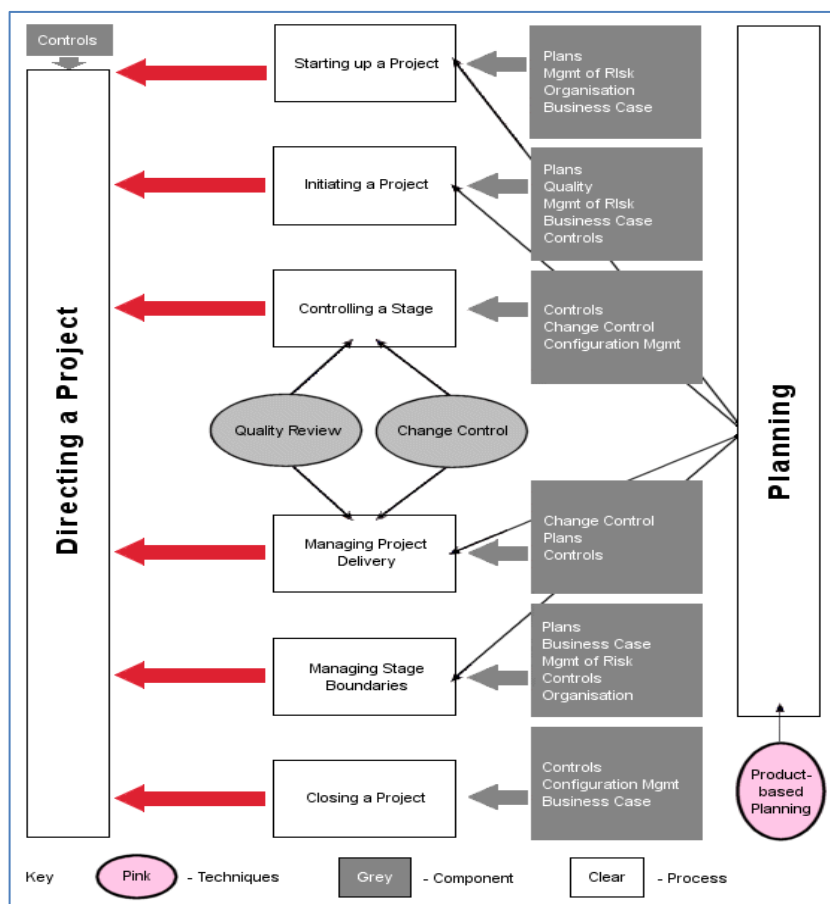 Controls
Starting up a Project
Plans
Mgmt of RIsk
Organisation
Business Case
Initiating a Project
Plans
Quality
Mgmt of RIsk
Business Case
Controls
Controlling a Stage
Controls
Change Control
Configuration Mgmt
Directing a Project
Planning
Quality Review
Change Control
Managing Project
Delivery
Change Control
Plans
Controls
Managing Stage
Boundaries
Plans
Business Case
Mgmt of Risk
Controls
Organisation
Closing a Project
Controls
Configuration Mgmt
Business Case
Product-
based
Planning
Key
Pink
- Techniques
Grey
- Component
Clear
- Process